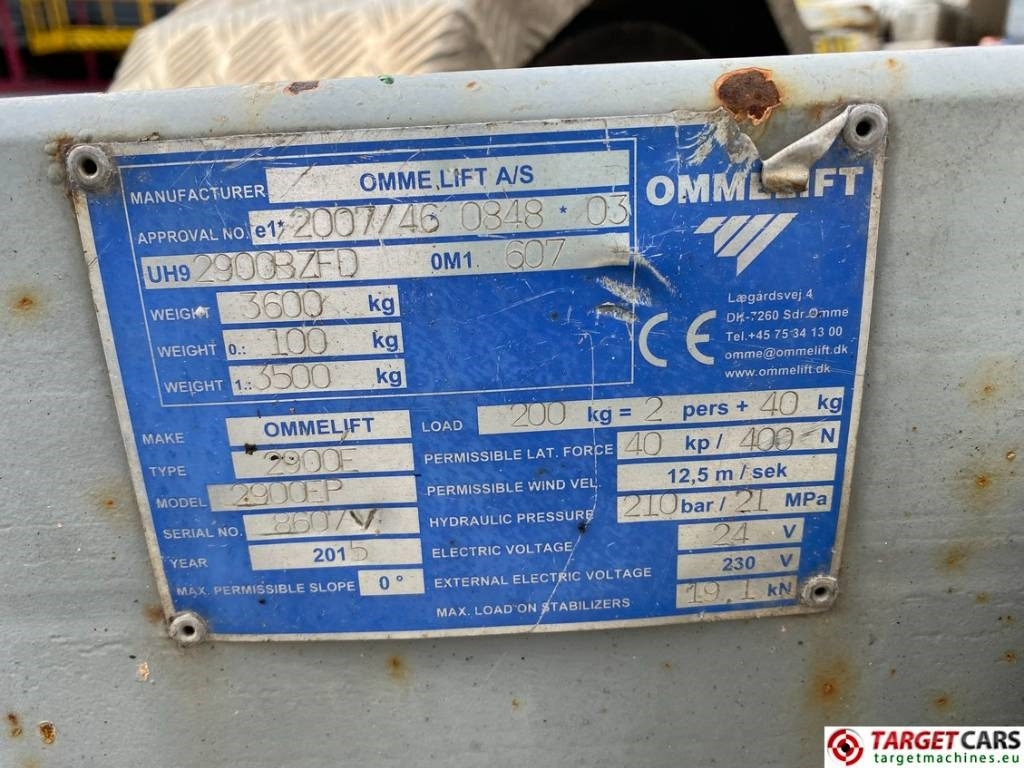 MANUFACTURER OMME LIFT A/S
APPROVAL NO. e1* 2007/46 0848 * 03
UH9 2900BZFD 0M1 607
WEIGHT 3600 kg
WEIGHT 0.: 100 kg
WEIGHT 1.: 3500 kg
OMMELIFT
Lægårdsvej 4
DK-7260 Sdr. Omme
Tel. +45 75 34 13 00
omme@ommelift.dk
www.ommelift.dk
CE
MAKE OMMELIFT
TYPE 2900E
MODEL 2900EP
SERIAL NO. 8607V
YEAR 2015
MAX. PERMISSIBLE SLOPE 0 °
LOAD 200 kg = 2 pers + 40 kg
PERMISSIBLE LAT. FORCE 40 kp / 400 N
PERMISSIBLE WIND VEL. 12,5 m / sek
HYDRAULIC PRESSURE 210 bar / 21 MPa
ELECTRIC VOLTAGE 24 V
EXTERNAL ELECTRIC VOLTAGE 230 V
MAX. LOAD ON STABILIZERS 19.1 kN
TARGETCARS
targetmachines.eu